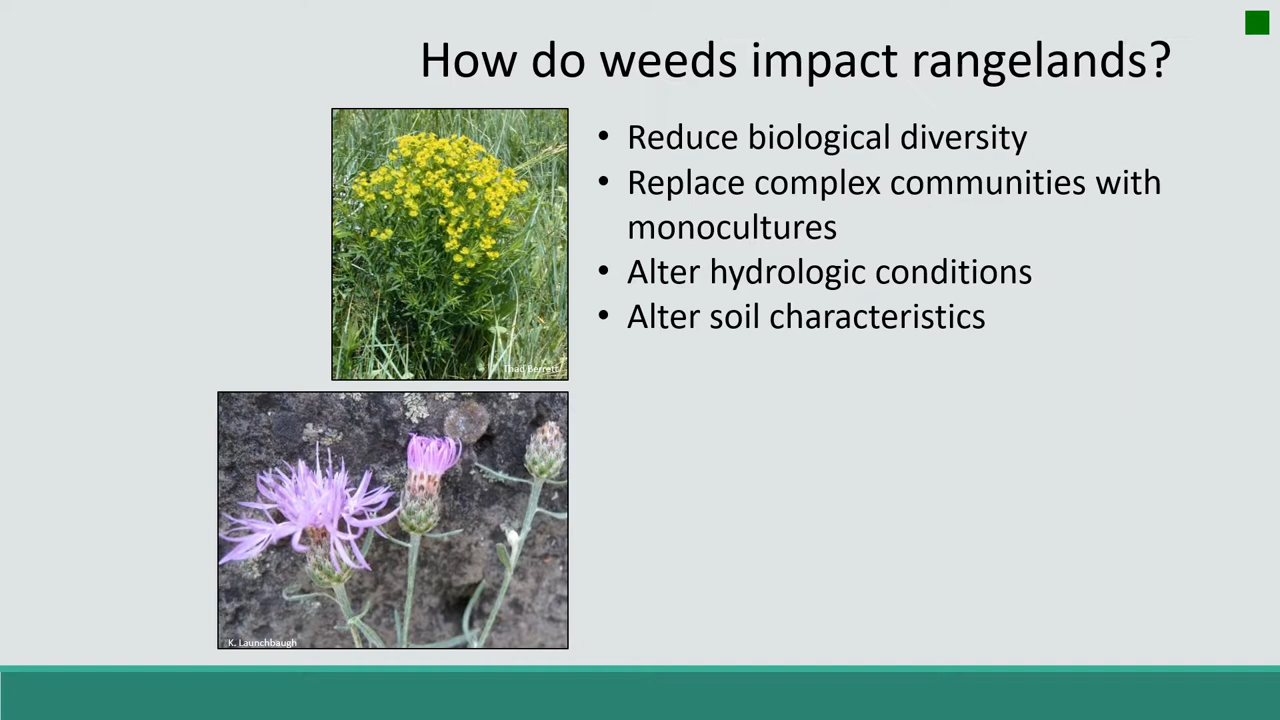 How do weeds impact rangelands?
• Reduce biological diversity
• Replace complex communities with
monocultures
• Alter hydrologic conditions
• Alter soil characteristics
Thad Berrett
K. Launchbaugh